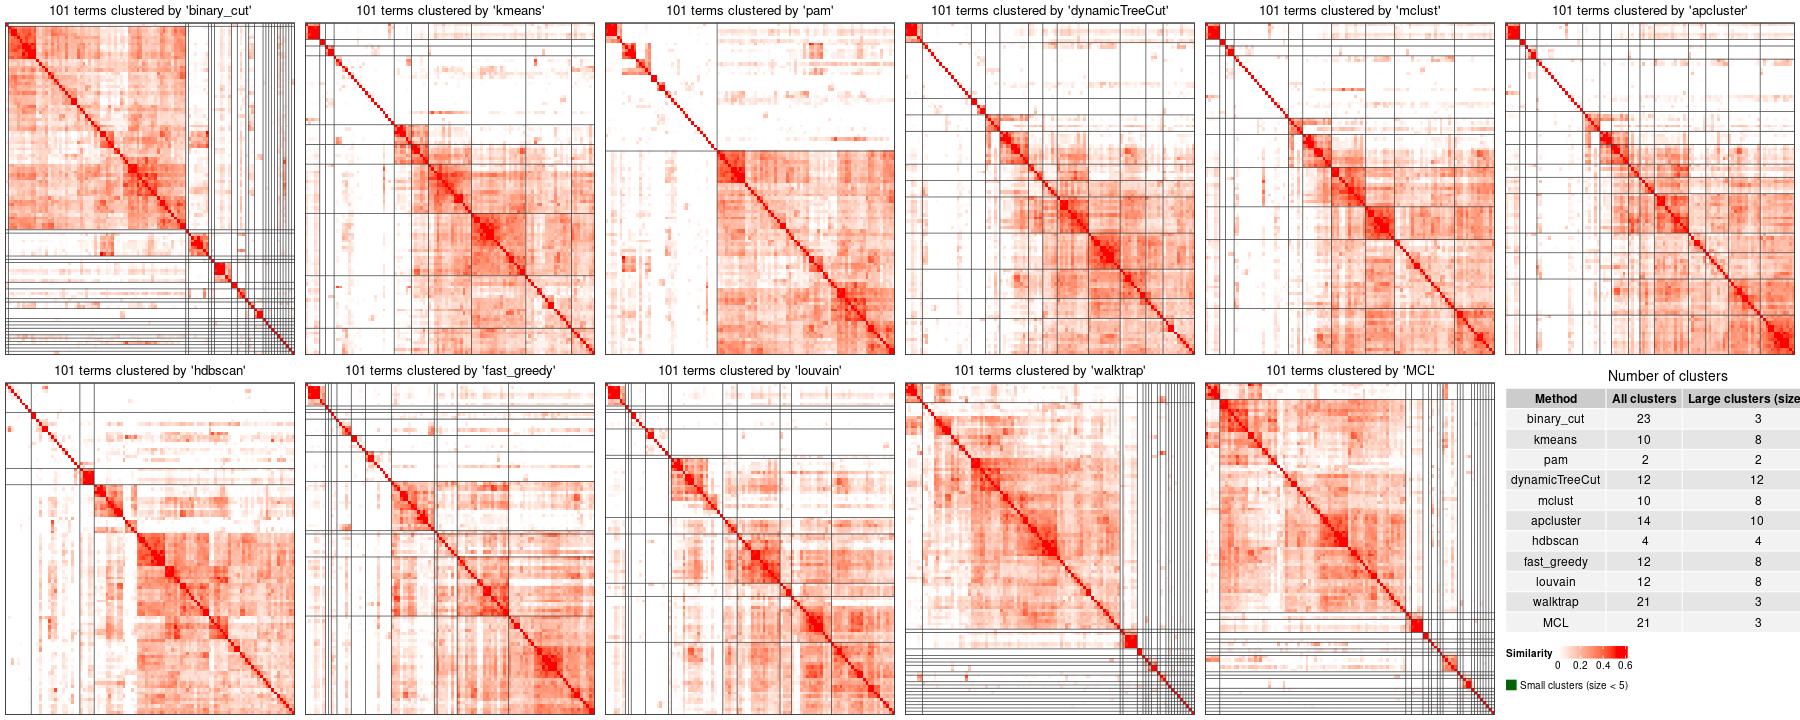 101 terms clustered by 'binary_cut'
101 terms clustered by 'kmeans'
101 terms clustered by 'pam'
101 terms clustered by 'dynamicTreeCut'
101 terms clustered by 'mclust'
101 terms clustered by 'apcluster'
101 terms clustered by 'hdbscan'
101 terms clustered by 'fast_greedy'
101 terms clustered by 'louvain'
101 terms clustered by 'walktrap'
101 terms clustered by 'MCL'
Number of clusters
Method All clusters Large clusters (size
binary_cut 23 3
kmeans 10 8
pam 2 2
dynamicTreeCut 12 12
mclust 10 8
apcluster 14 10
hdbscan 4 4
fast_greedy 12 8
louvain 12 8
walktrap 21 3
MCL 21 3
Similarity
0 0.2 0.4 0.6
Small clusters (size < 5)